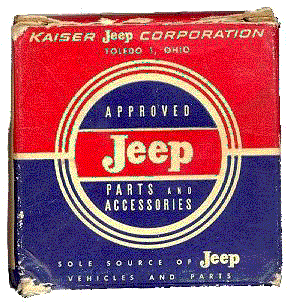 KAISER Jeep CORPORATION
TOLEDO 1, OHIO
APPROVED
Jeep
PARTS AND
ACCESSORIES
SOLE SOURCE OF Jeep
VEHICLES AND PARTS